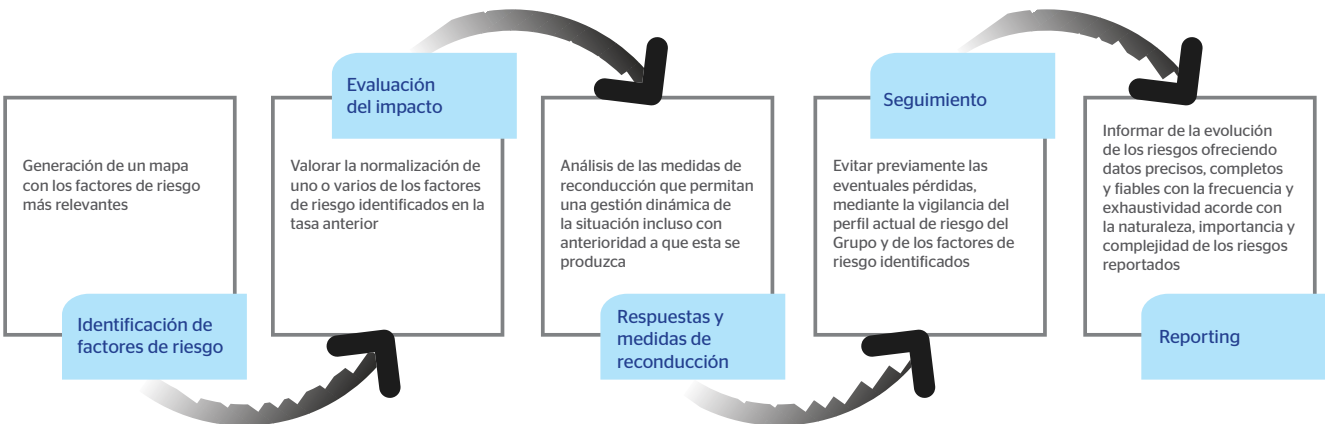 Generación de un mapa
con los factores de riesgo
más relevantes
Identificación de
factores de riesgo
Evaluación
del impacto
Valorar la normalización de
uno o varios de los factores
de riesgo identificados en la
tasa anterior
Análisis de las medidas de
reconducción que permitan
una gestión dinámica de
la situación incluso con
anterioridad a que esta se
produzca
Respuestas y
medidas de
reconducción
Seguimiento
Evitar previamente las
eventuales pérdidas,
mediante la vigilancia del
perfil actual de riesgo del
Grupo y de los factores de
riesgo identificados
Informar de la evolución
de los riesgos ofreciendo
datos precisos, completos
y fiables con la frecuencia y
exhaustividad acorde con
la naturaleza, importancia y
complejidad de los riesgos
reportados
Reporting